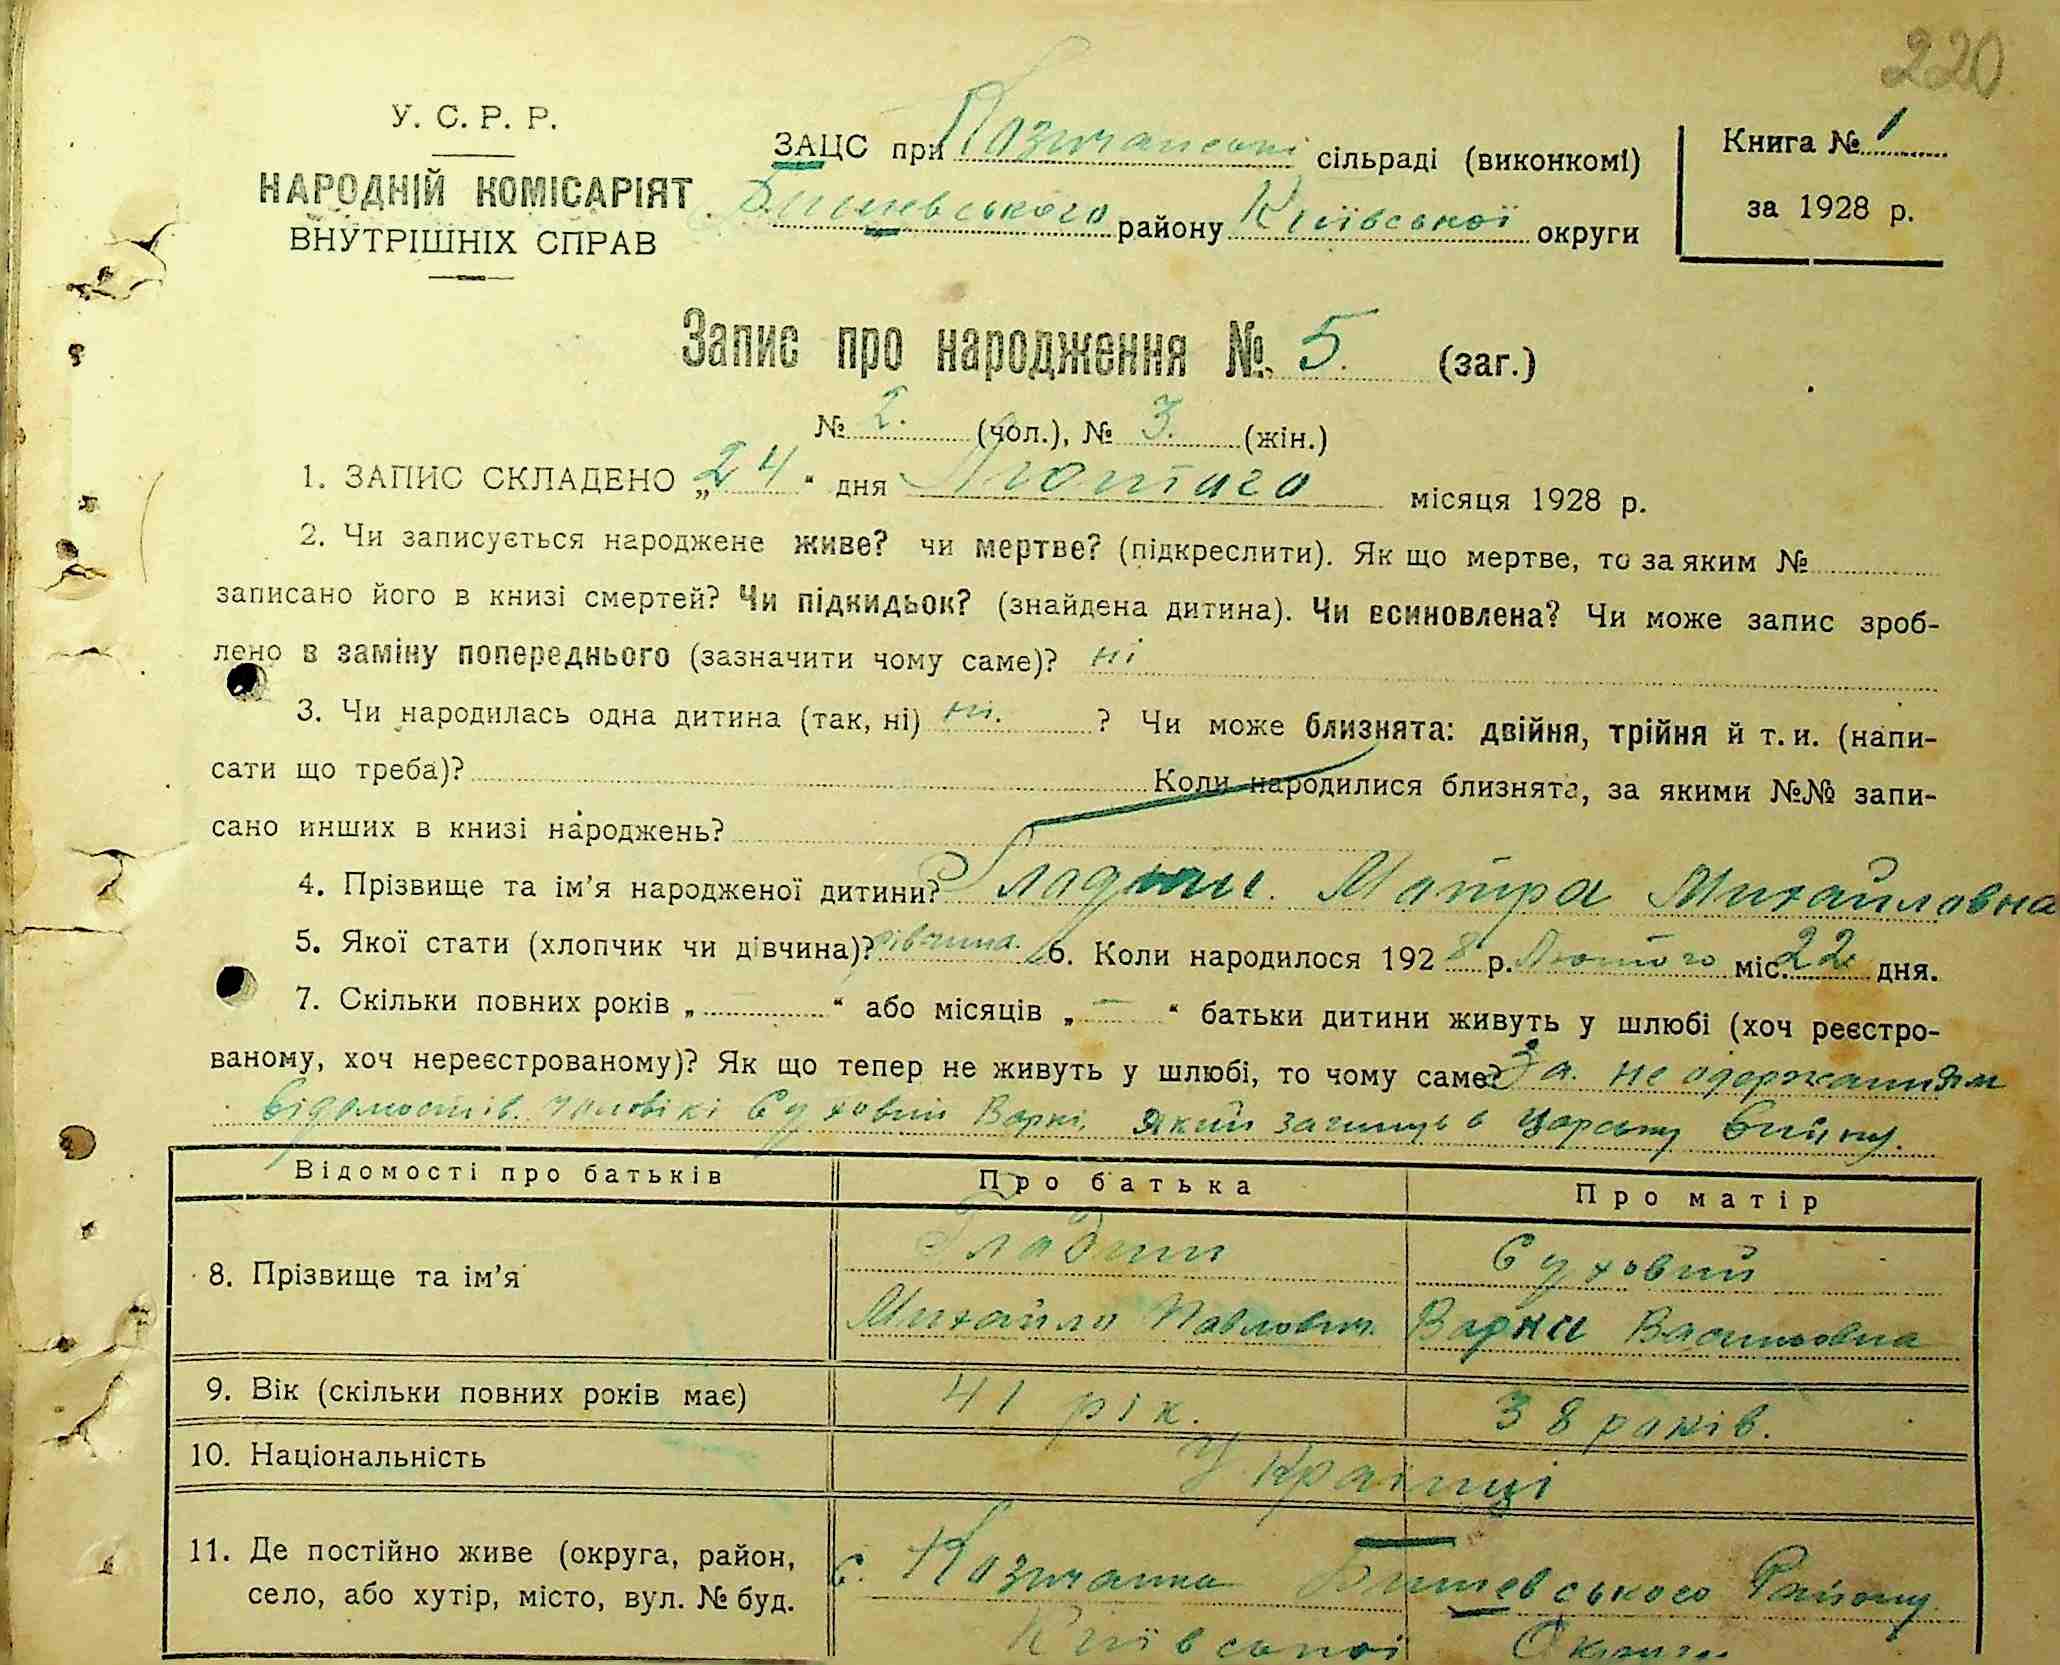 220
У. С. Р. Р.
НАРОДНІЙ КОМІСАРІЯТ
ВНУТРІШНІХ СПРАВ
ЗАЦС при Козичанській сільраді (виконкомі)
Бишевського району Київської округи
Книга № 1
за 1928 р.
Запис про народження № 5. (заг.)
№ 2. (чол.), № 3. (жін.)
1. ЗАПИС СКЛАДЕНО „24“ дня Лютого місяця 1928 р.
2. Чи записується народжене живе? чи мертве? (підкреслити). Як що мертве, то за яким №
записано його в книзі смертей? Чи підкидьок? (знайдена дитина). Чи всиновлена? Чи може запис зроб-
лено в заміну попереднього (зазначити чому саме)? ні
3. Чи народилась одна дитина (так, ні) ні. ? Чи може близнята: двійня, трійня й т. и. (напи-
сати що треба)? Коли народилися близнята, за якими №№ запи-
сано инших в книзі народжень?
4. Прізвище та ім’я народженої дитини? Мотря Михайловна
5. Якої стати (хлопчик чи дівчина)? дівчина. 6. Коли народилося 1928 р. Лютого міс. 22 дня.
7. Скільки повних років „ — “ або місяців „ — “ батьки дитини живуть у шлюбі (хоч реєстро-
ваному, хоч нереєстрованому)? Як що тепер не живуть у шлюбі, то чому саме? За не одержанням
відомостів Суховий Варки, який загинув в царську війну.
Відомості про батьків Про батька Про матір
8. Прізвище та ім’я Гладкий Суховий
Михайло Павлович. Варка Васильовна
9. Вік (скільки повних років має) 41 рік. 38 років.
10. Національність Українці
11. Де постійно живе (округа, район, с. Козичанка Бишевського Району
село, або хутір, місто, вул. № буд. Київської Округи